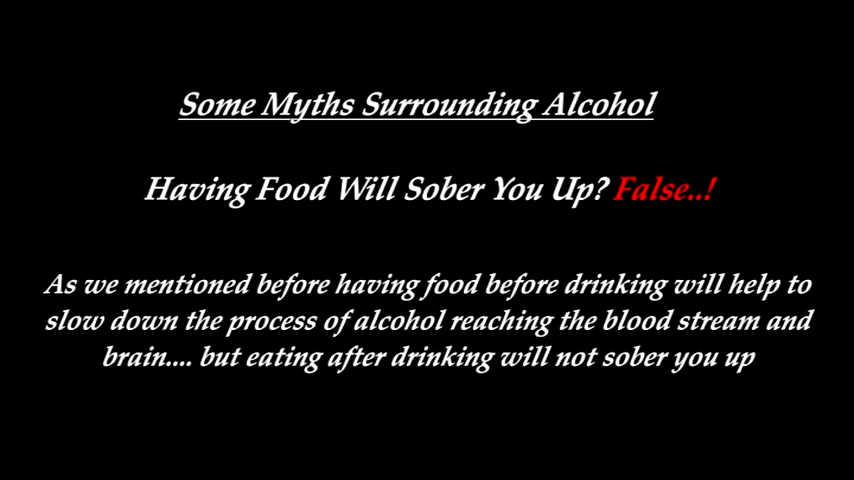 Some Myths Surrounding Alcohol
Having Food Will Sober You Up? False..!
As we mentioned before having food before drinking will help to
slow down the process of alcohol reaching the blood stream and
brain.... but eating after drinking will not sober you up